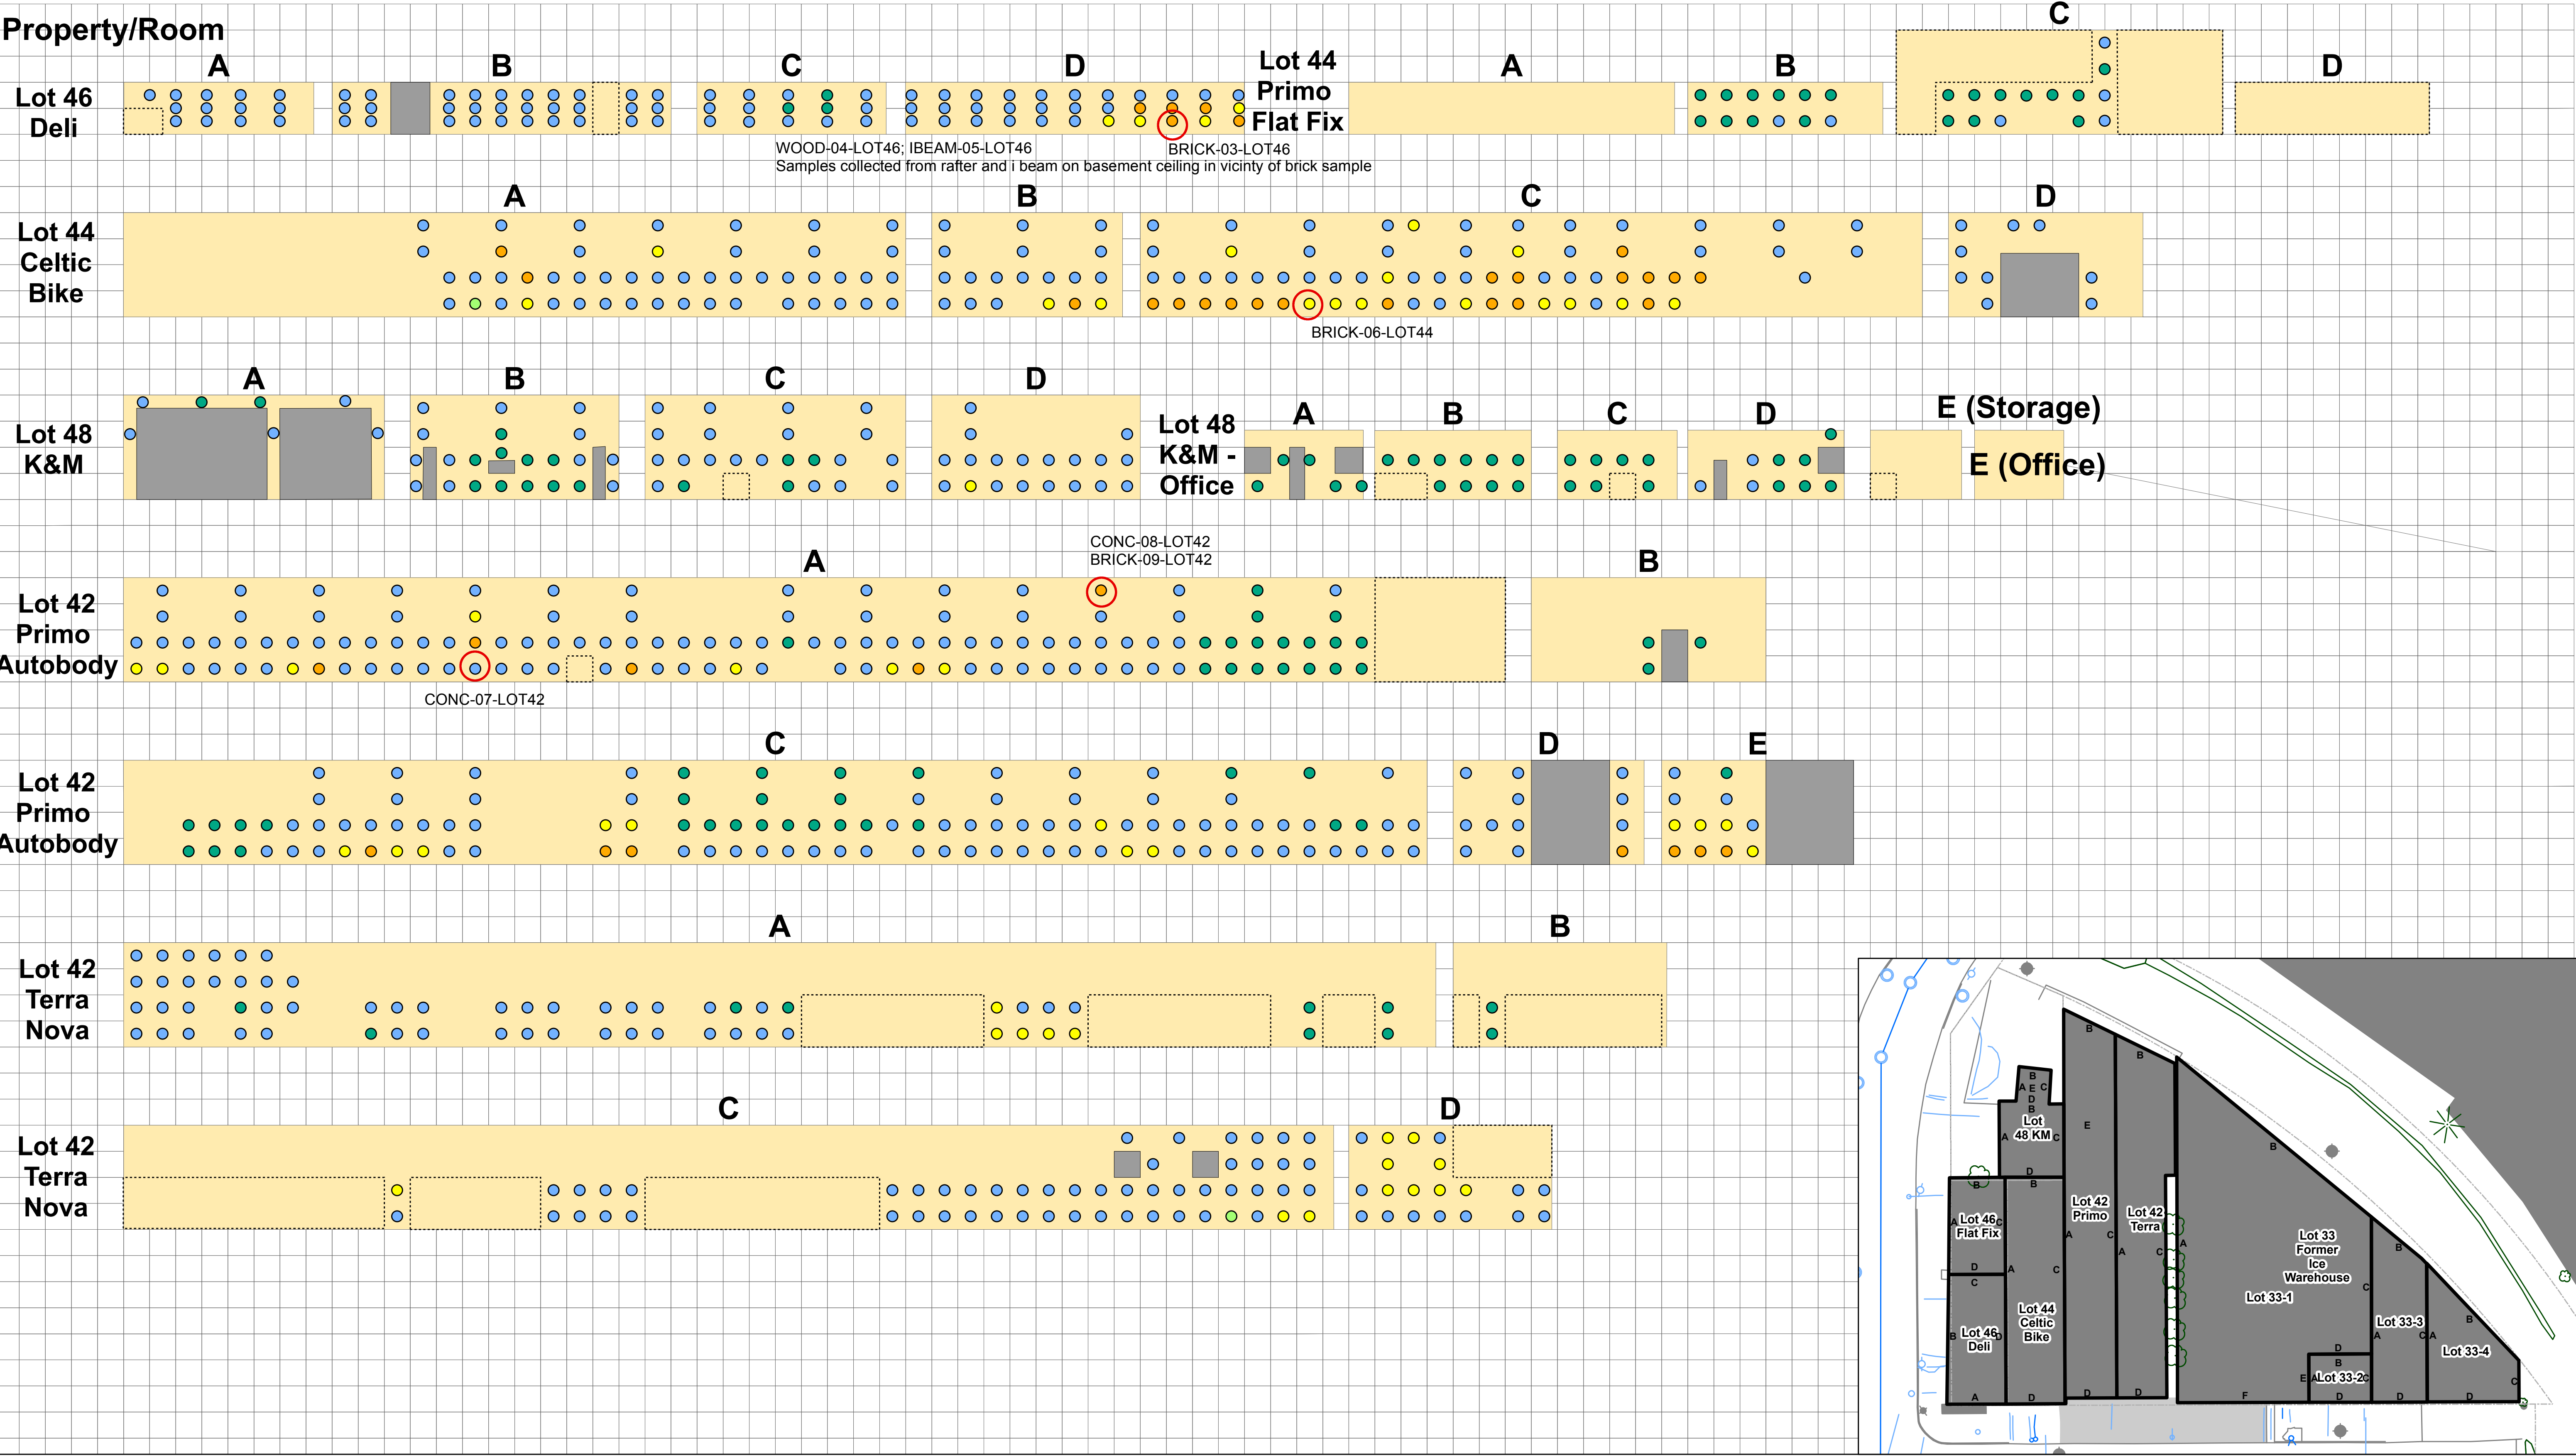 Property/Room
A B C D
Lot 44
Primo
Flat Fix
A B C D
Lot 46
Deli
WOOD-04-LOT46; IBEAM-05-LOT46
BRICK-03-LOT46
Samples collected from rafter and i beam on basement ceiling in vicinty of brick sample
A B C D
Lot 44
Celtic
Bike
BRICK-06-LOT44
A B C D
Lot 48
K&M
Lot 48
K&M -
Office
A B C D
E (Storage)
E (Office)
CONC-08-LOT42
BRICK-09-LOT42
A B
Lot 42
Primo
Autobody
CONC-07-LOT42
C D E
Lot 42
Primo
Autobody
A B
Lot 42
Terra
Nova
C D
Lot 42
Terra
Nova
B
B
B
A E C
D
B
Lot
48 KM
A C
D
E
B
B B
Lot 46
Flat Fix
A C
D
C
Lot 42
Primo
A C
Lot 42
Terra
A C
A
Lot 33
Former
Ice
Warehouse
Lot 33-1
C
B
A C
Lot 44
Celtic
Bike
Lot 46
Deli
B D
A D D D
Lot 33-3
A C
B
Lot 33-4
A C
D
B
Lot 33-2
E A C
F D D D